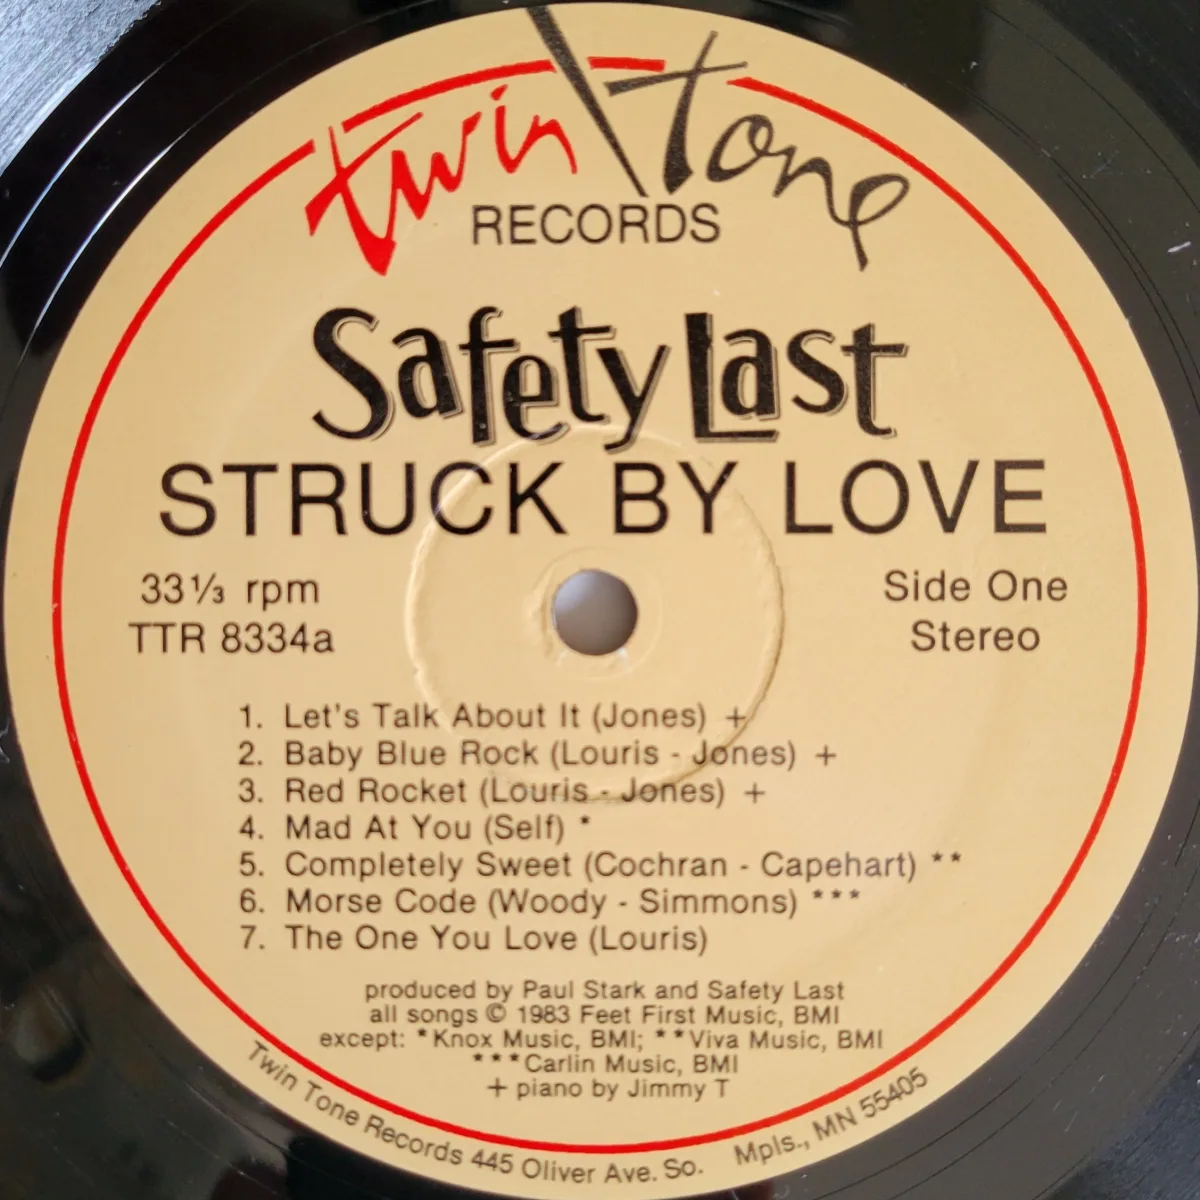 twin tone
RECORDS
Safety Last
STRUCK BY LOVE
33 1/3 rpm
TTR 8334a
Side One
Stereo
1. Let's Talk About It (Jones) +
2. Baby Blue Rock (Louris - Jones) +
3. Red Rocket (Louris - Jones) +
4. Mad At You (Self) *
5. Completely Sweet (Cochran - Capehart) **
6. Morse Code (Woody - Simmons) ***
7. The One You Love (Louris)
produced by Paul Stark and Safety Last
all songs © 1983 Feet First Music, BMI
except: *Knox Music, BMI; **Viva Music, BMI
***Carlin Music, BMI
+ piano by Jimmy T
Twin Tone Records 445 Oliver Ave. So. Mpls., MN 55405